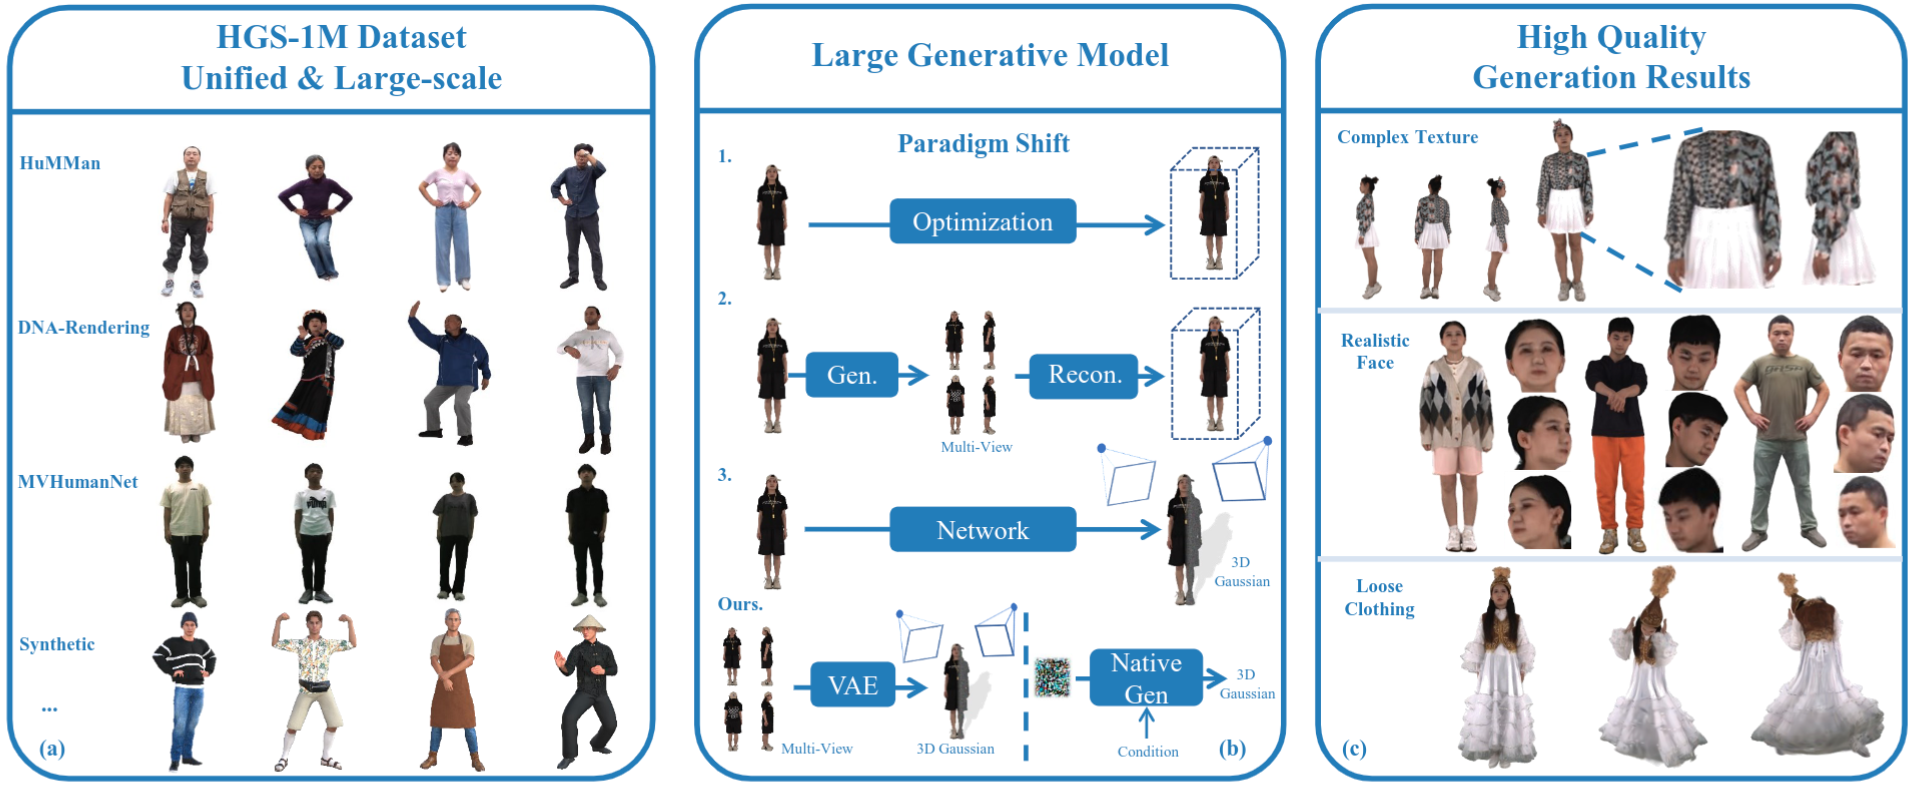 HGS-1M Dataset
Unified & Large-scale
HuMMan
DNA-Rendering
MVHumanNet
Synthetic
...
(a)
Large Generative Model
Paradigm Shift
1.
Optimization
2.
Gen.
Recon.
Multi-View
3.
Network
3D
Gaussian
Ours.
VAE
Multi-View
3D Gaussian
Native
Gen
3D
Gaussian
Condition
(b)
High Quality
Generation Results
Complex Texture
Realistic
Face
Loose
Clothing
(c)